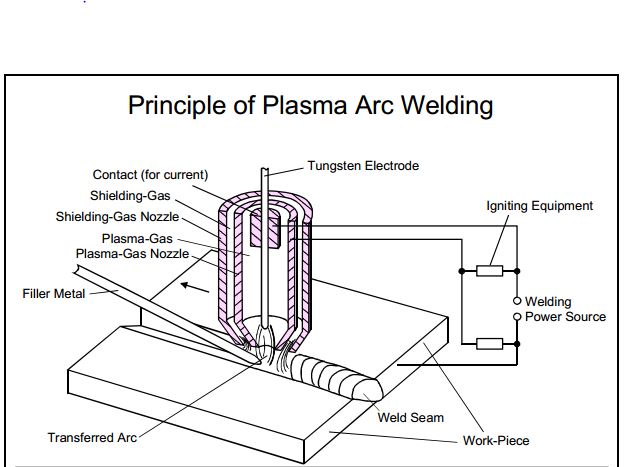 Principle of Plasma Arc Welding
Tungsten Electrode
Contact (for current)
Shielding-Gas
Igniting Equipment
Shielding-Gas Nozzle
Plasma-Gas
Plasma-Gas Nozzle
Filler Metal
Welding
Power Source
Weld Seam
Transferred Arc
Work-Piece